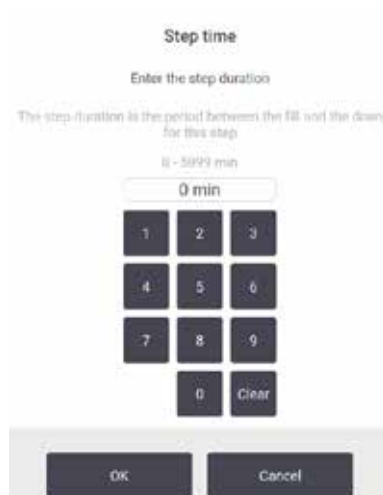 Step time
Enter the step duration
The step duration is the period between the fill and the down
for this step
0 - 5999 min
0 min
1 2 3
4 5 6
7 8 9
0 Clear
OK Cancel